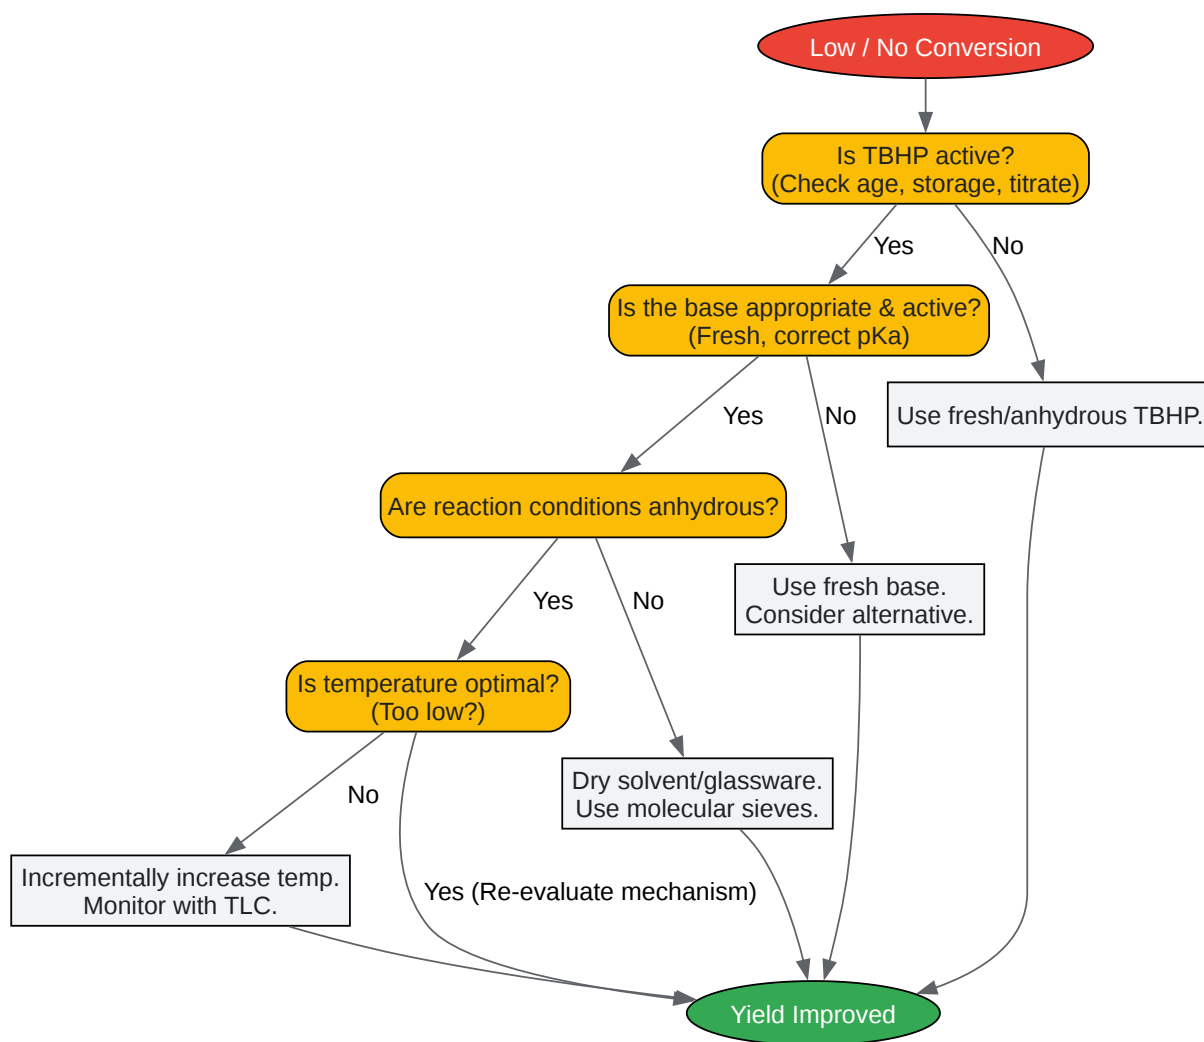 Low / No Conversion
Is TBHP active?
(Check age, storage, titrate)
Yes
No
Is the base appropriate & active?
(Fresh, correct pKa)
Use fresh/anhydrous TBHP.
Yes
No
Are reaction conditions anhydrous?
Use fresh base.
Consider alternative.
Yes
No
Is temperature optimal?
(Too low?)
Dry solvent/glassware.
Use molecular sieves.
No
Incrementally increase temp.
Monitor with TLC.
Yes (Re-evaluate mechanism)
Yield Improved